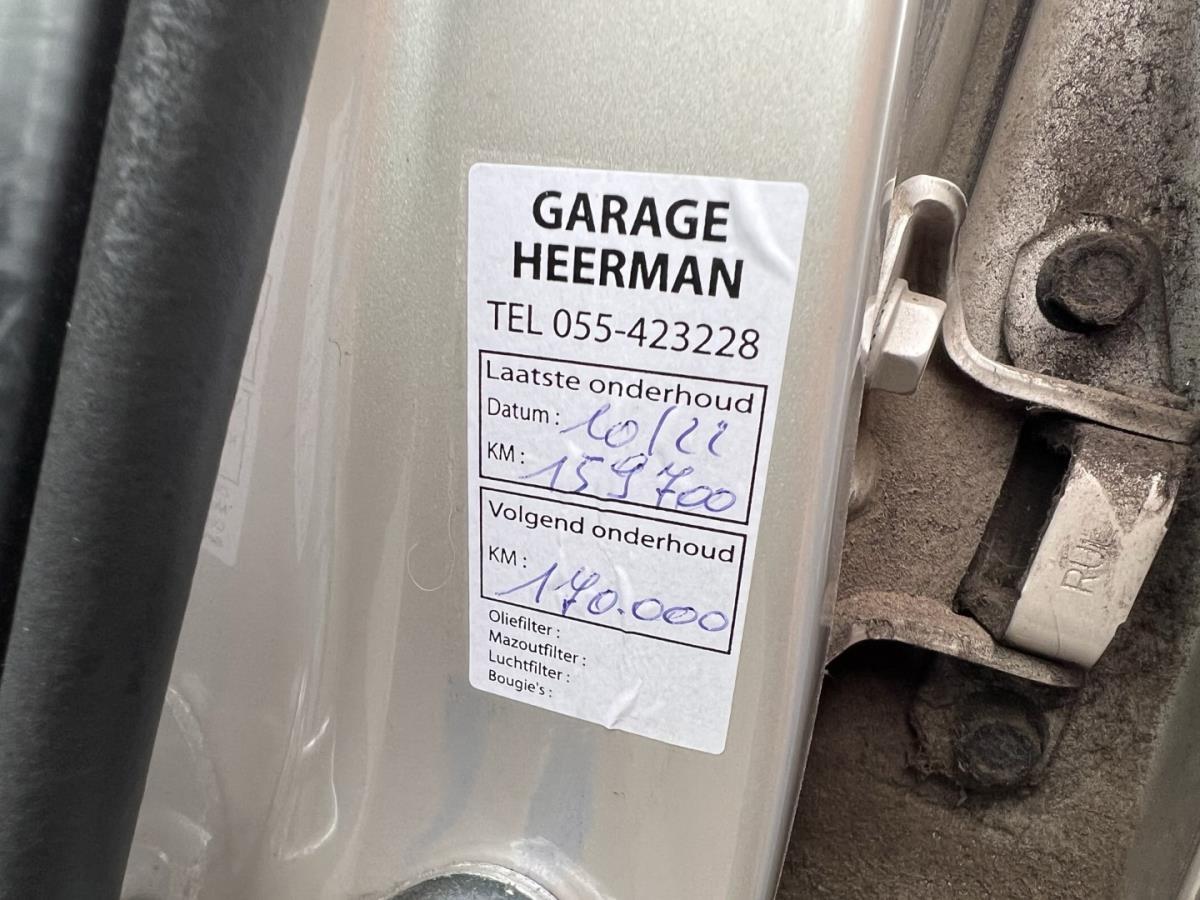 GARAGE
HEERMAN
TEL 055-423228
Laatste onderhoud
Datum : 10/22
KM : 159700
Volgend onderhoud
KM : 170.000
Oliefilter :
Mazoutfilter :
Luchtfilter :
Bougie's :